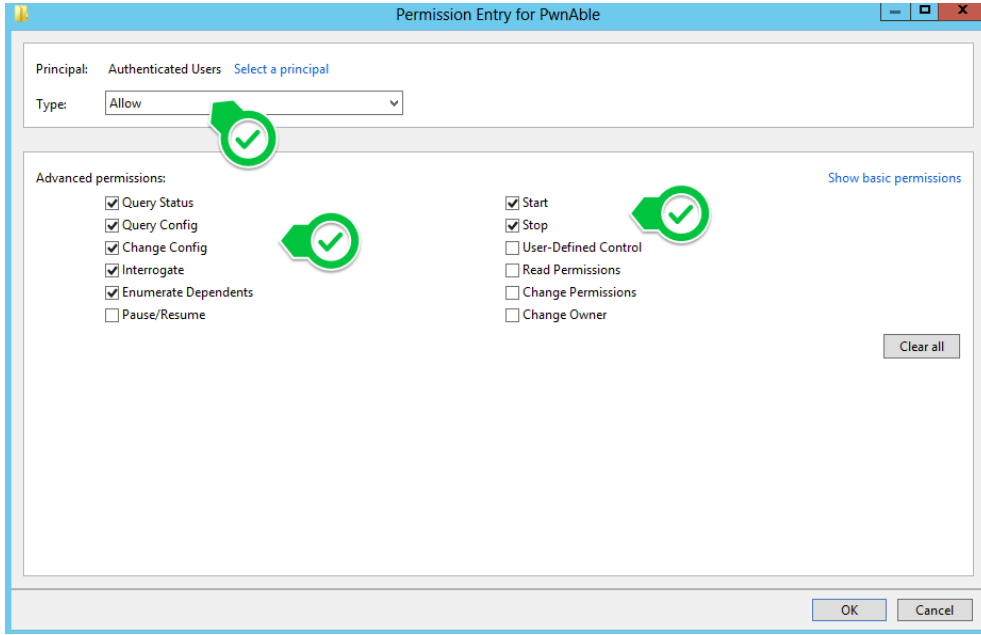 Permission Entry for PwnAble
Principal: Authenticated Users Select a principal
Type: Allow
Advanced permissions: Show basic permissions
Query Status Start
Query Config Stop
Change Config User-Defined Control
Interrogate Read Permissions
Enumerate Dependents Change Permissions
Pause/Resume Change Owner
Clear all
OK Cancel